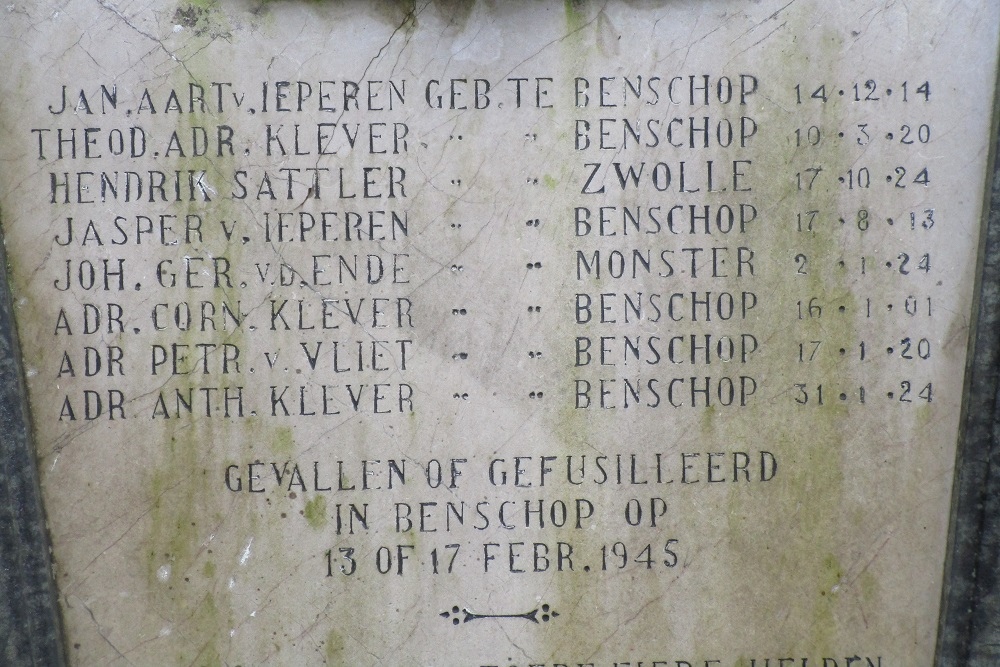 JAN. AART v. IEPEREN GEB. TE BENSCHOP 14·12·14
THEOD. ADR. KLEVER. " " BENSCHOP 19·3·20
HENDRIK SATTLER " " ZWOLLE 17·10·24
JASPER v. IEPEREN " " BENSCHOP 17·8·13
JOH. GER. v.D. ENDE " " MONSTER 2·1·24
ADR. CORN. KLEVER " " BENSCHOP 16·1·01
ADR PETR. v. VLIET " " BENSCHOP 17·1·20
ADR ANTH. KLEVER " " BENSCHOP 31·1·24
GEVALLEN OF GEFUSILLEERD
IN BENSCHOP OP
13 OF 17 FEBR. 1945
HELDEN